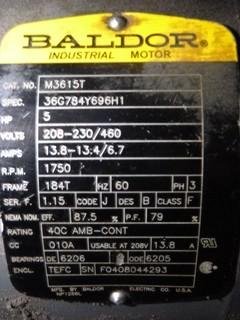 BALDOR
INDUSTRIAL MOTOR
CAT. NO. M3615T
SPEC. 36G784Y696H1
HP 5
VOLTS 208-230/460
AMPS 13.8-13.4/6.7
R.P.M. 1750
FRAME 184T HZ 60 PH 3
SER. F. 1.15 CODE J DES B CLASS F
NEMA NOM. EFF. 87.5 % P.F. 79 %
RATING 40C AMB-CONT
CC 010A USABLE AT 208V 13.8 A
BEARINGS DE 6206 ODE 6205
ENCL. TEFC SN F0408044293
MFG. BY BALDOR ELECTRIC CO. U.S.A.
NP1256L